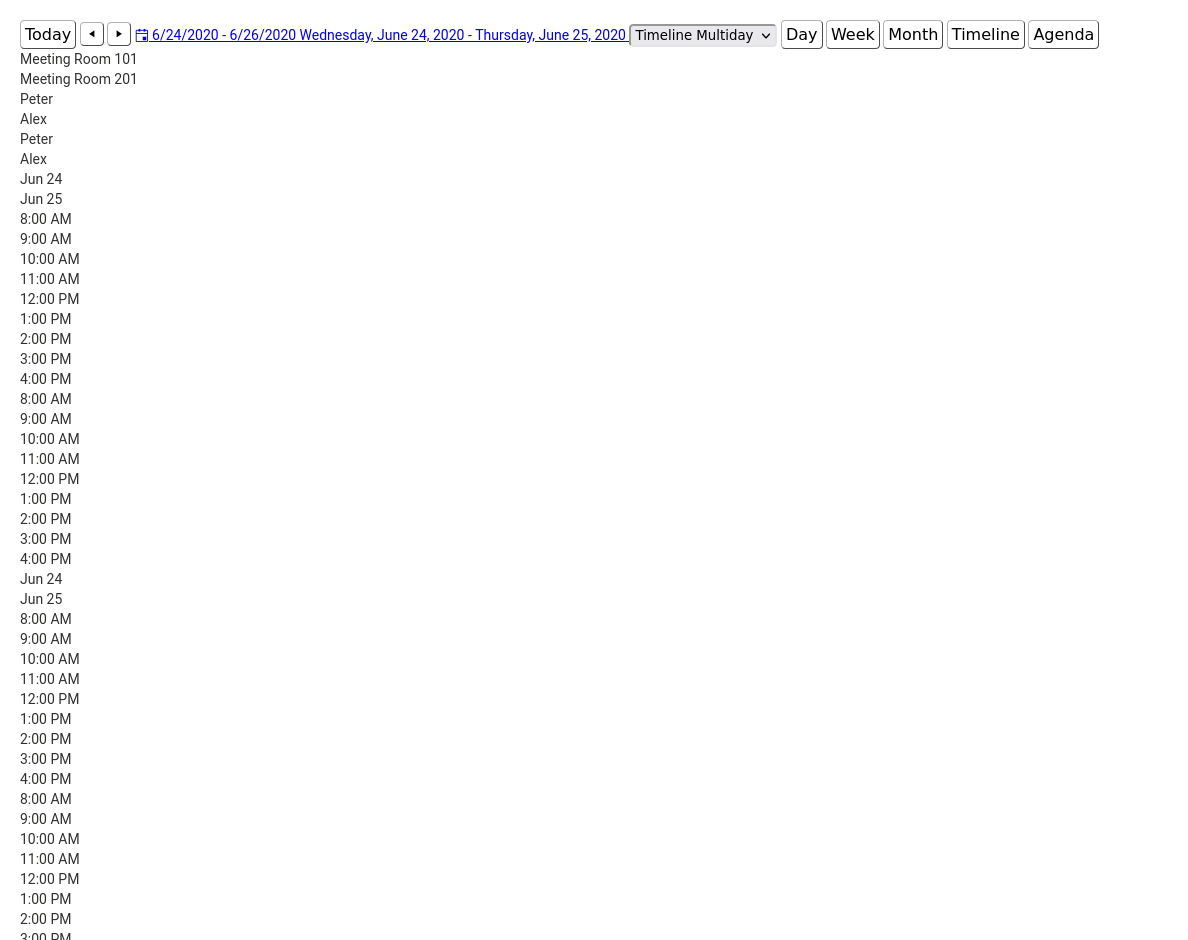 Today 6/24/2020 - 6/26/2020 Wednesday, June 24, 2020 - Thursday, June 25, 2020 Timeline Multiday Day Week Month Timeline Agenda
Meeting Room 101
Meeting Room 201
Peter
Alex
Peter
Alex
Jun 24
Jun 25
8:00 AM
9:00 AM
10:00 AM
11:00 AM
12:00 PM
1:00 PM
2:00 PM
3:00 PM
4:00 PM
8:00 AM
9:00 AM
10:00 AM
11:00 AM
12:00 PM
1:00 PM
2:00 PM
3:00 PM
4:00 PM
Jun 24
Jun 25
8:00 AM
9:00 AM
10:00 AM
11:00 AM
12:00 PM
1:00 PM
2:00 PM
3:00 PM
4:00 PM
8:00 AM
9:00 AM
10:00 AM
11:00 AM
12:00 PM
1:00 PM
2:00 PM
3:00 PM